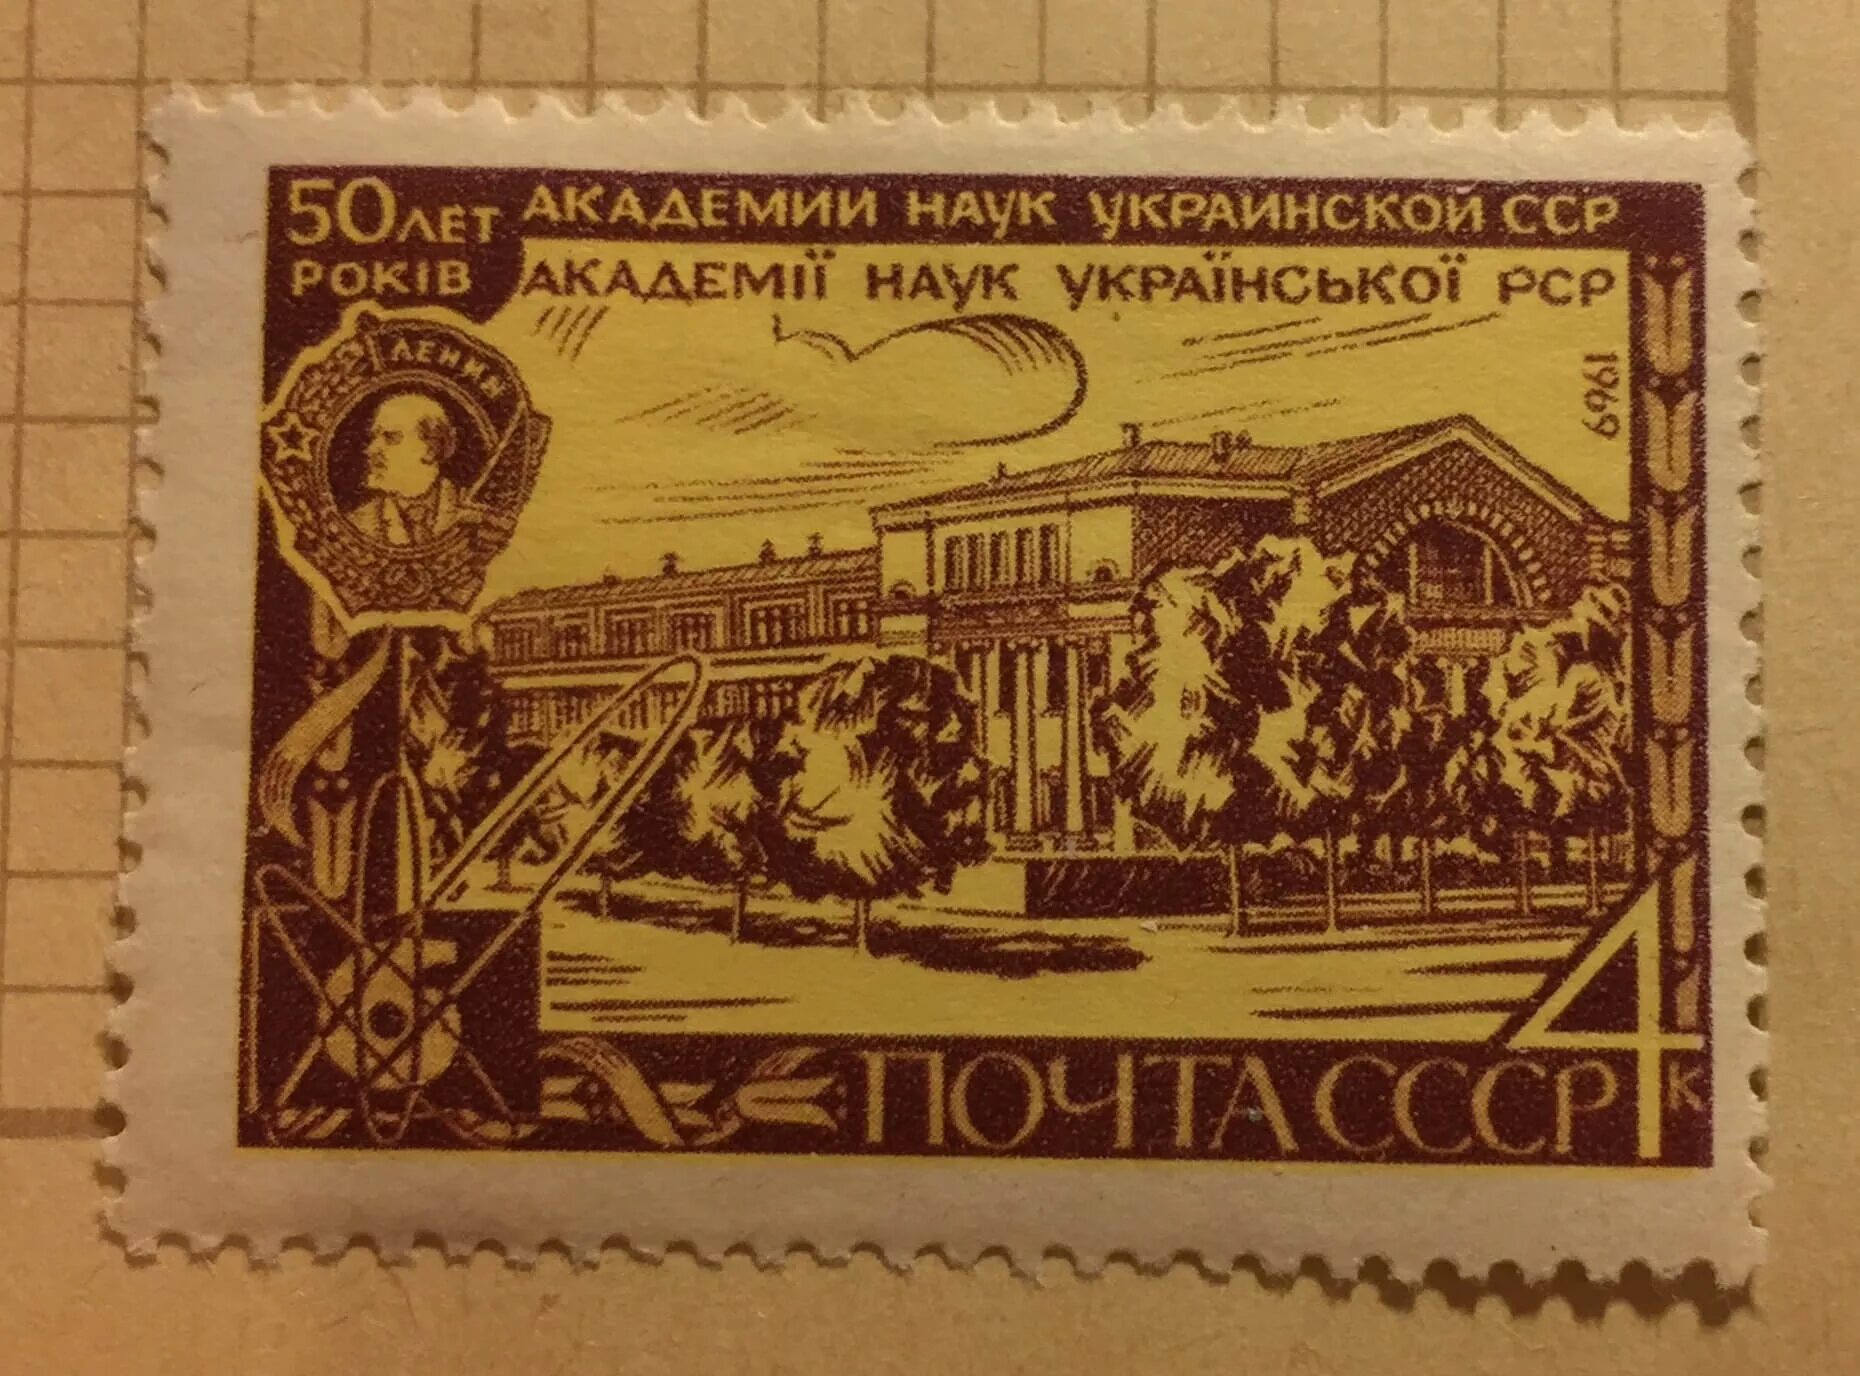 50 ЛЕТ АКАДЕМИИ НАУК УКРАИНСКОЙ ССР
РОКІВ АКАДЕМІЇ НАУК УКРАЇНСЬКОЇ РСР
ЛЕНИН
1969
ПОЧТА СССР 4 К